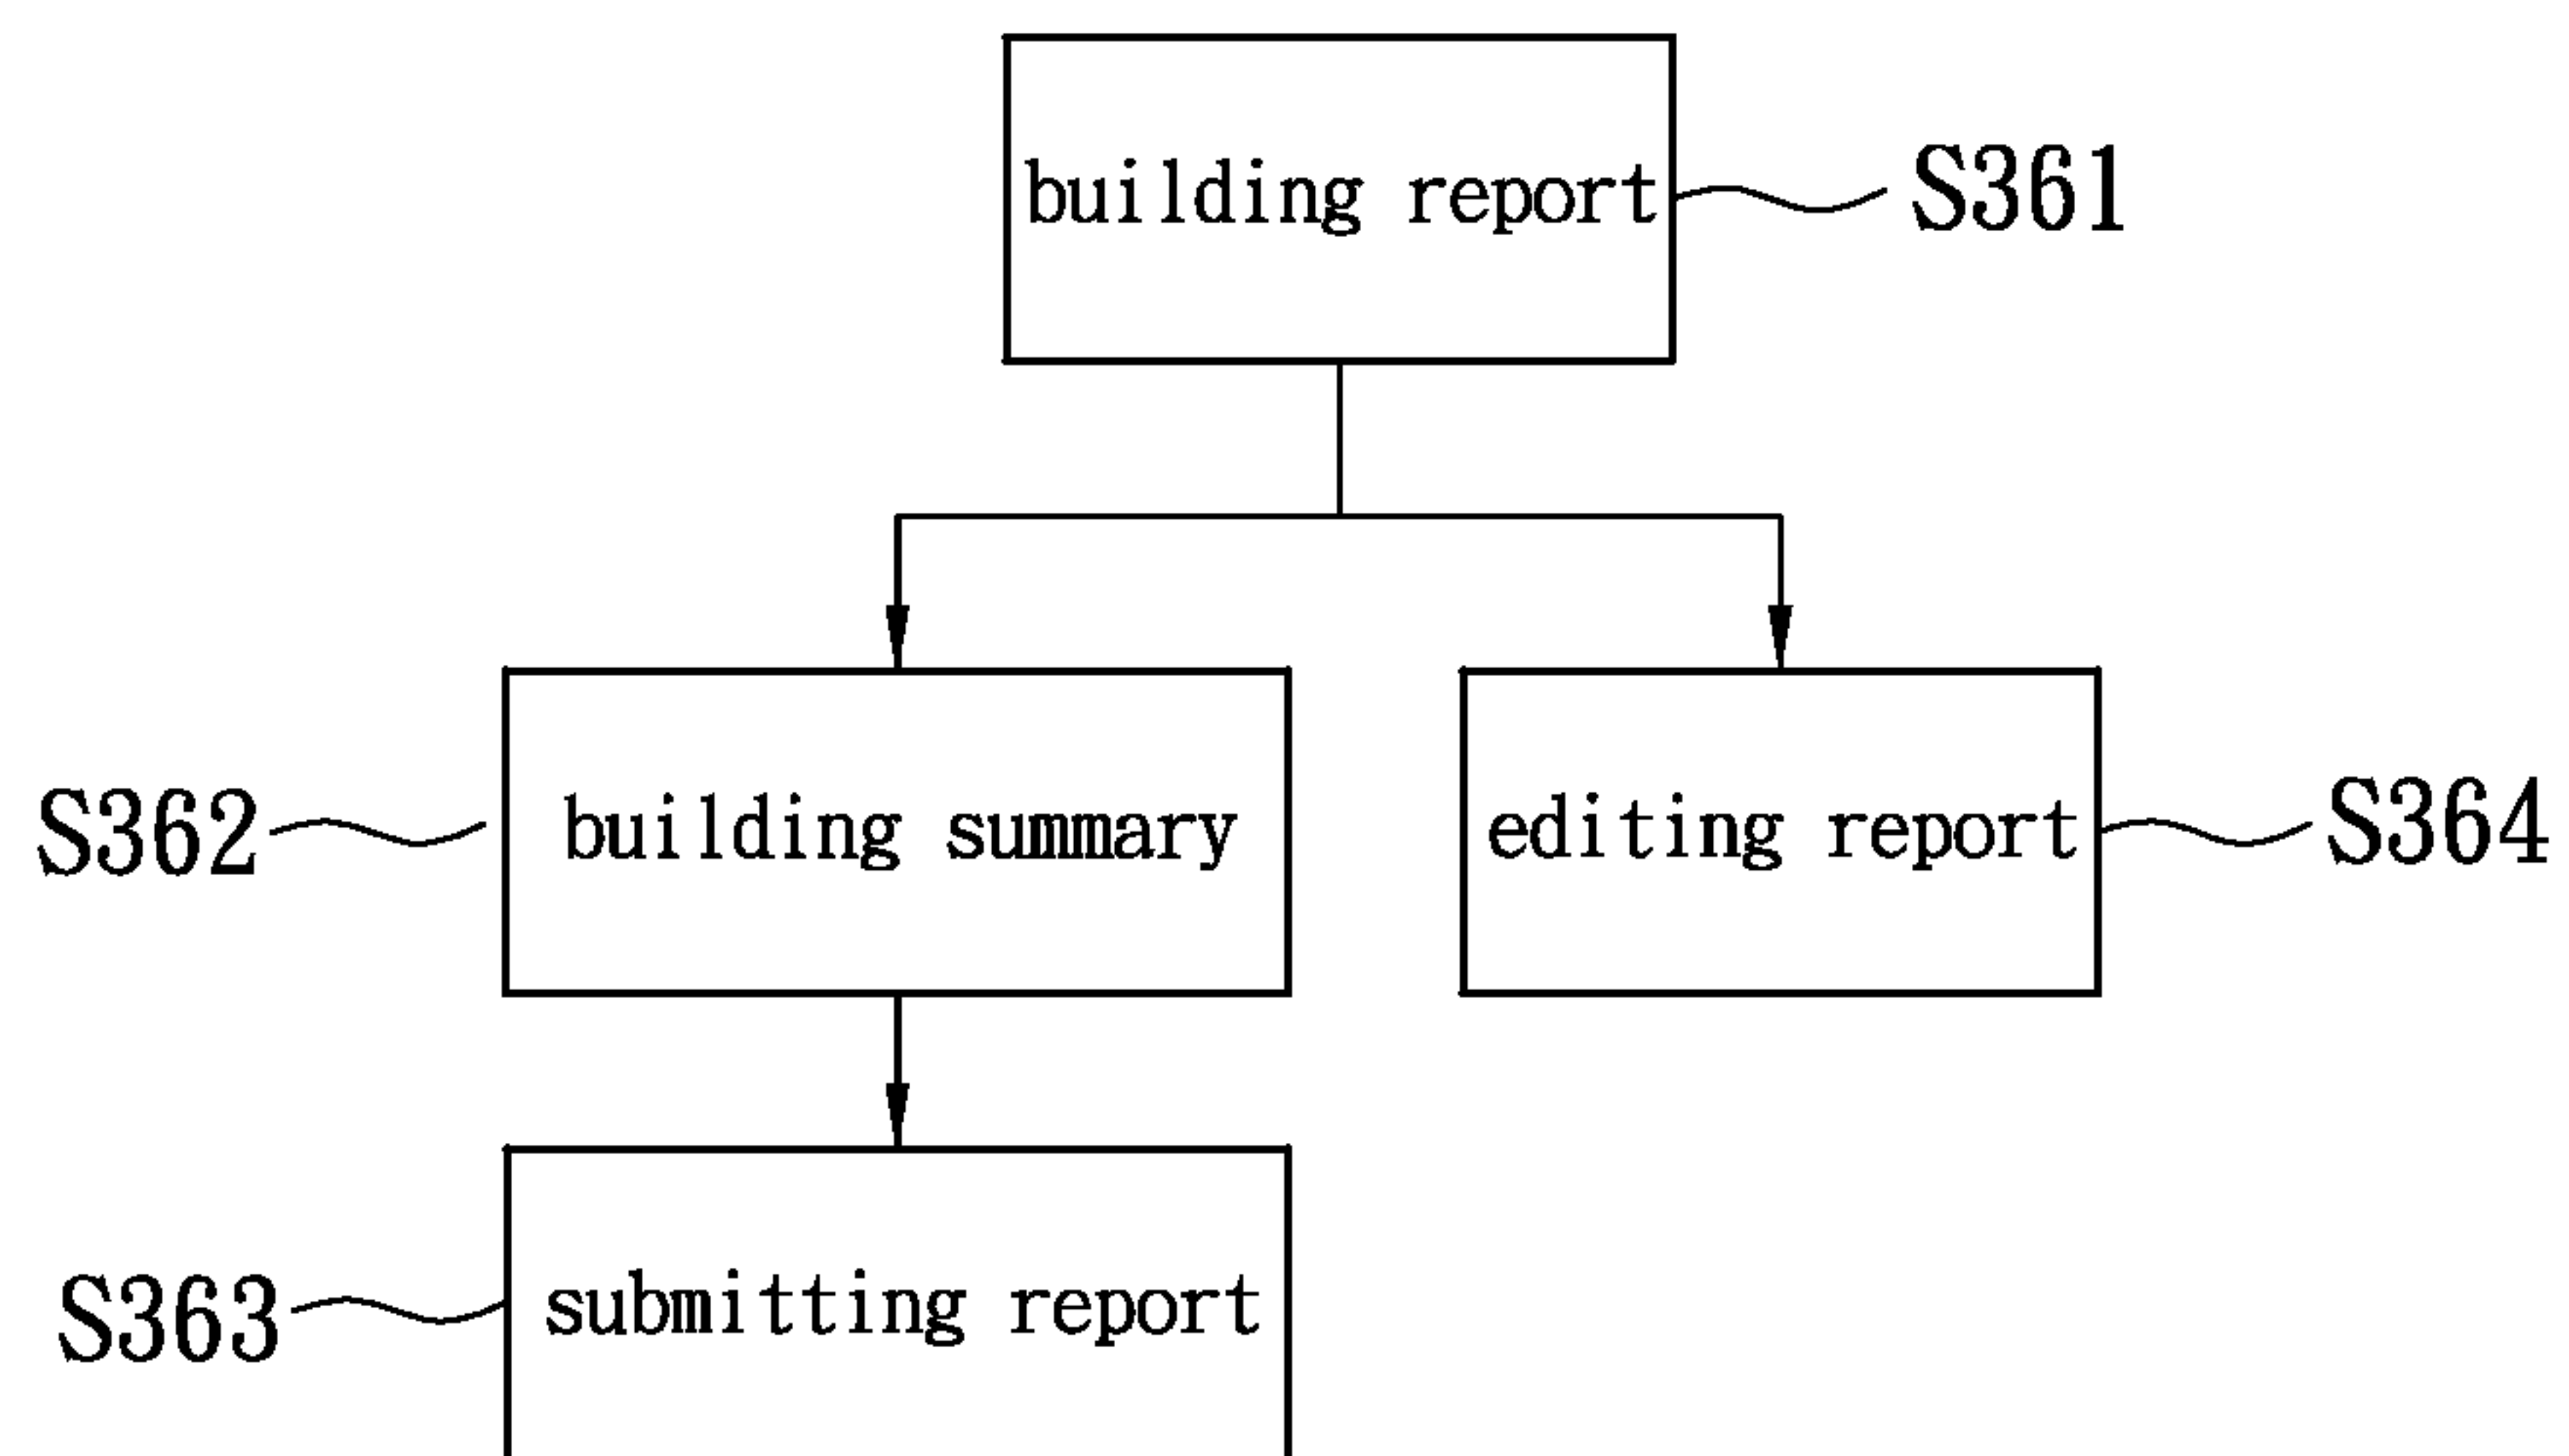 building report
S361
S362
building summary
editing report
S364
S363
submitting report